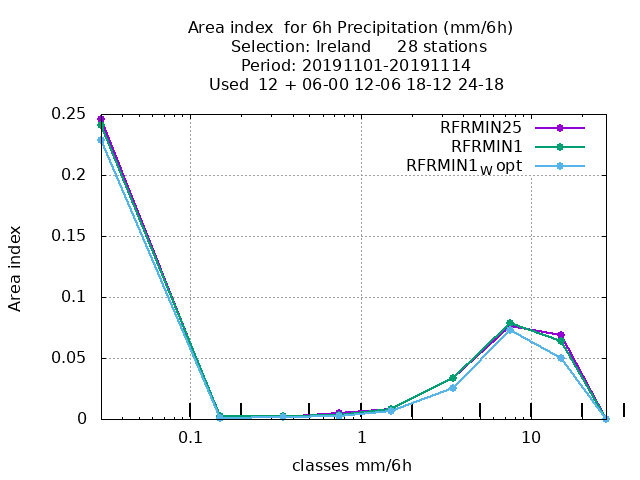 Area index  for 6h Precipitation (mm/6h)
Selection: Ireland     28 stations
Period: 20191101-20191114
Used  12 + 06-00 12-06 18-12 24-18
RFRMIN25
RFRMIN1
RFRMIN1W opt
Area index
0.25
0.2
0.15
0.1
0.05
0
0.1 1 10
classes mm/6h